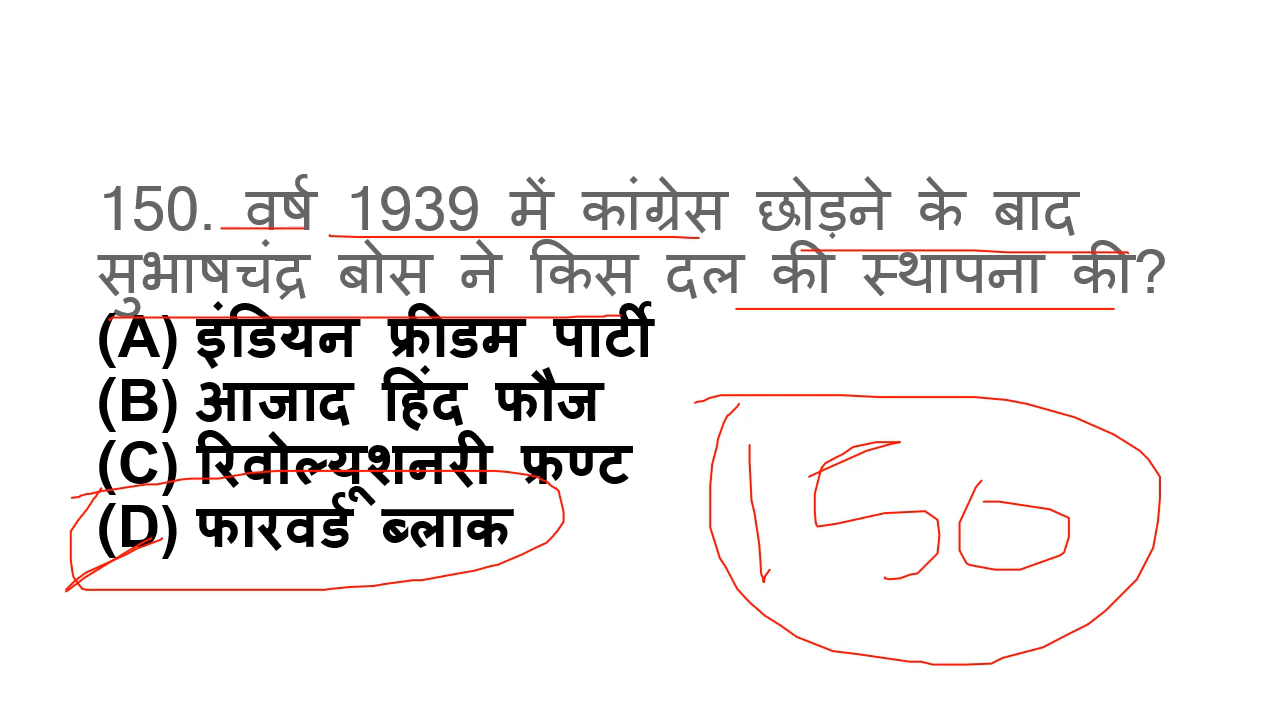 150. वर्ष 1939 में कांग्रेस छोड़ने के बाद
सुभाषचंद्र बोस ने किस दल की स्थापना की?
(A) इंडियन फ्रीडम पार्टी
(B) आजाद हिंद फौज
(C) रिवोल्यूशनरी फ्रण्ट
(D) फारवर्ड ब्लाक
150